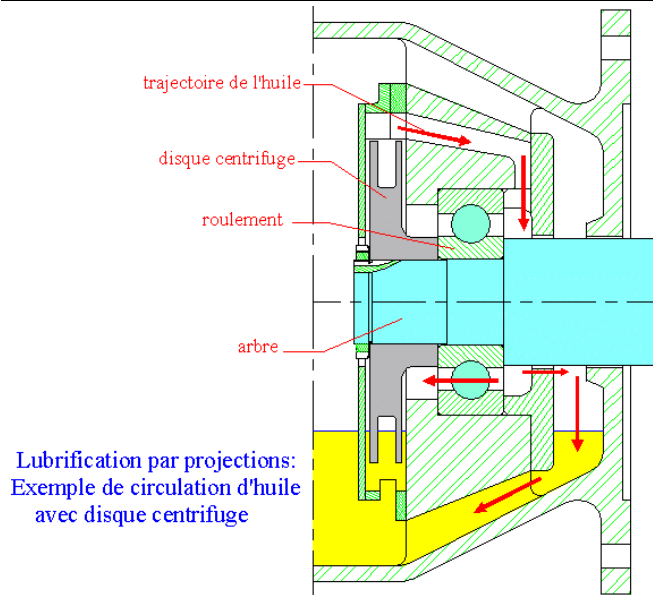 trajectoire de l'huile
disque centrifuge
roulement
arbre
Lubrification par projections:
Exemple de circulation d'huile
avec disque centrifuge